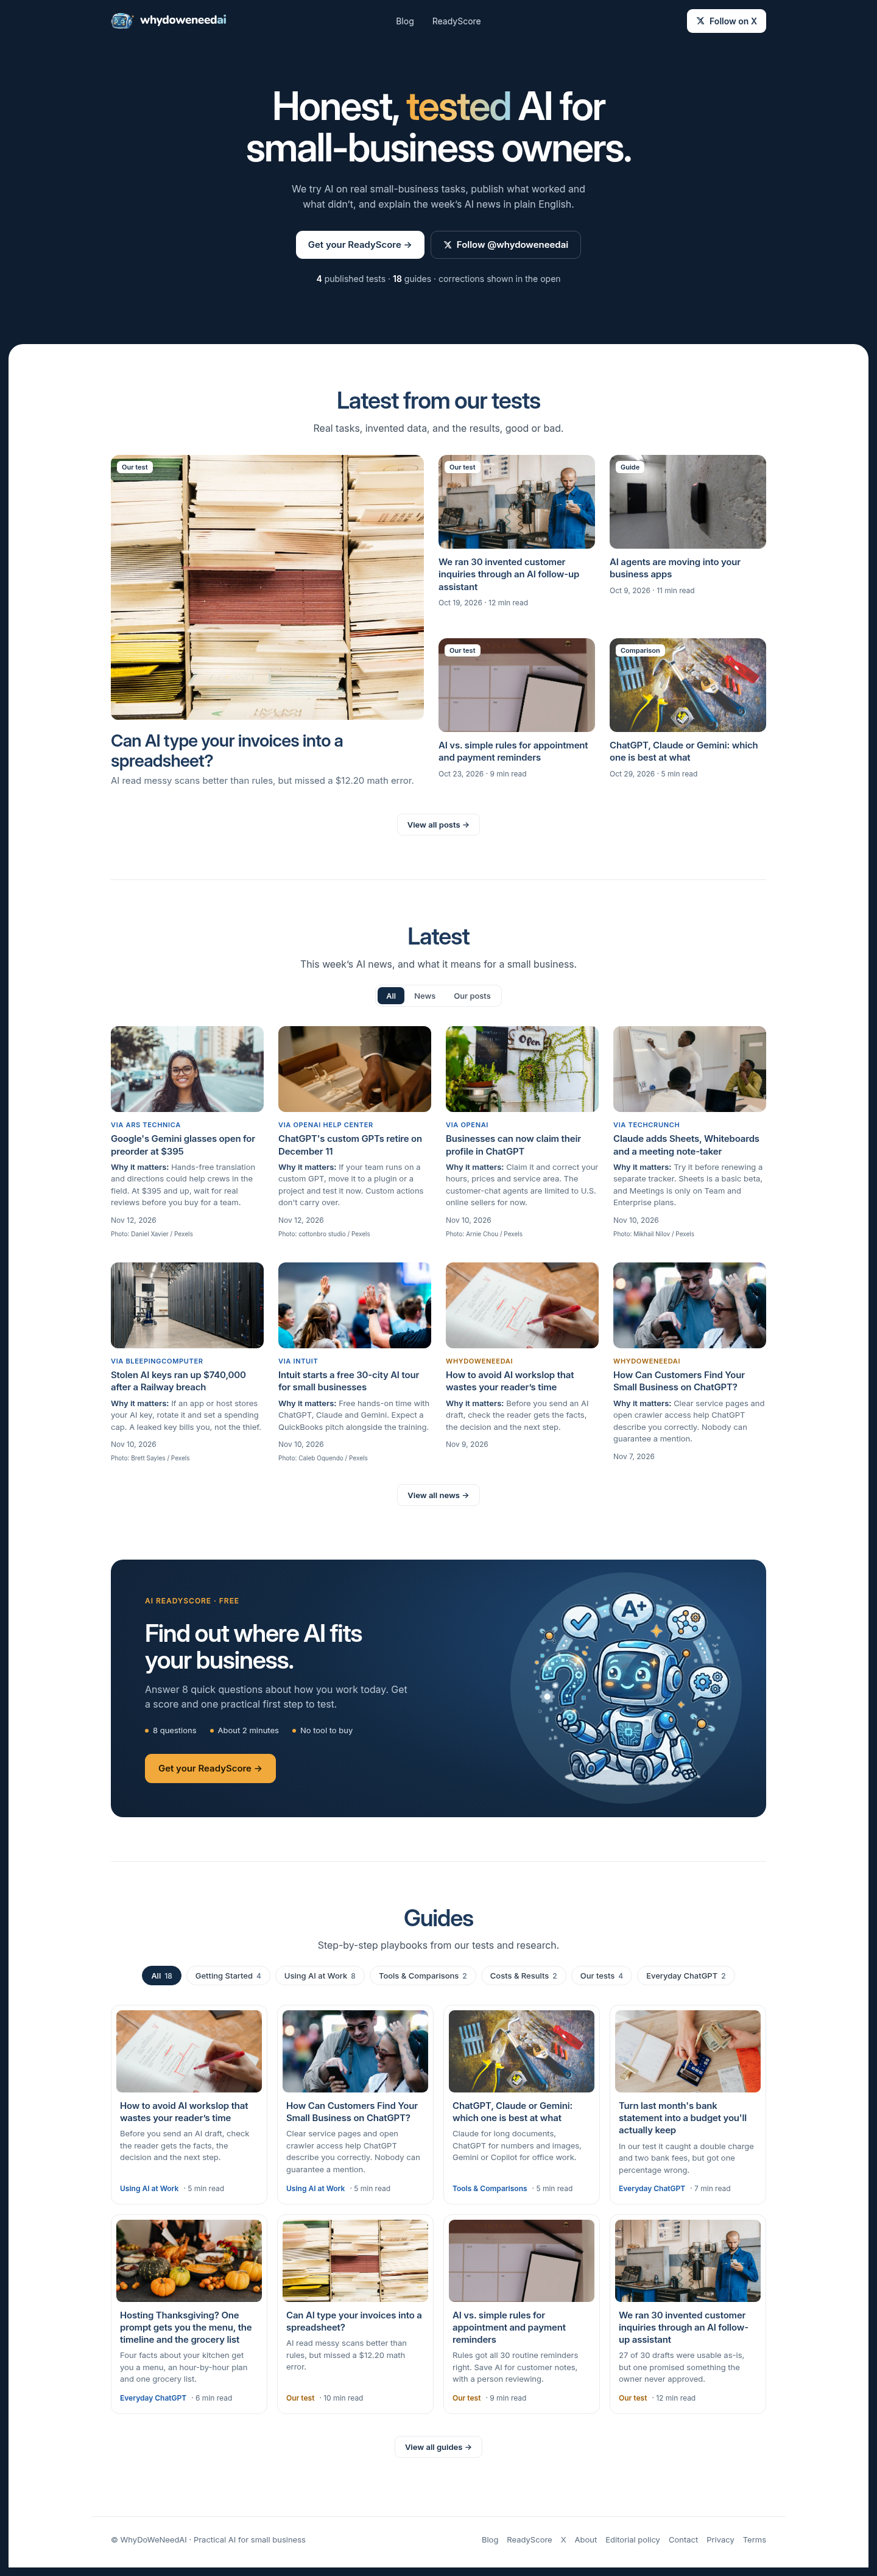 whydoweneedai
Blog
ReadyScore
Follow on X
Honest, tested AI for
small-business owners.
We try AI on real small-business tasks, publish what worked and
what didn't, and explain the week's AI news in plain English.
Get your ReadyScore →
Follow @whydoweneedai
4 published tests · 18 guides · corrections shown in the open
Latest from our tests
Real tasks, invented data, and the results, good or bad.
Our test
Can AI type your invoices into a
spreadsheet?
AI read messy scans better than rules, but missed a $12.20 math error.
Our test
We ran 30 invented customer
inquiries through an AI follow-up
assistant
Oct 19, 2026 · 12 min read
Guide
AI agents are moving into your
business apps
Oct 9, 2026 · 11 min read
Our test
AI vs. simple rules for appointment
and payment reminders
Oct 23, 2026 · 9 min read
Comparison
ChatGPT, Claude or Gemini: which
one is best at what
Oct 29, 2026 · 5 min read
View all posts →
Latest
This week's AI news, and what it means for a small business.
All
News
Our posts
VIA ARS TECHNICA
Google's Gemini glasses open for
preorder at $395
Why it matters: Hands-free translation
and directions could help crews in the
field. At $395 and up, wait for real
reviews before you buy for a team.
Nov 12, 2026
Photo: Daniel Xavier / Pexels
VIA OPENAI HELP CENTER
ChatGPT's custom GPTs retire on
December 11
Why it matters: If your team runs on a
custom GPT, move it to a plugin or a
project and test it now. Custom actions
don't carry over.
Nov 12, 2026
Photo: cottonbro studio / Pexels
Open
VIA OPENAI
Businesses can now claim their
profile in ChatGPT
Why it matters: Claim it and correct your
hours, prices and service area. The
customer-chat agents are limited to U.S.
online sellers for now.
Nov 10, 2026
Photo: Arnie Chou / Pexels
VIA TECHCRUNCH
Claude adds Sheets, Whiteboards
and a meeting note-taker
Why it matters: Try it before renewing a
separate tracker. Sheets is a basic beta,
and Meetings is only on Team and
Enterprise plans.
Nov 10, 2026
Photo: Mikhail Nilov / Pexels
VIA BLEEPINGCOMPUTER
Stolen AI keys ran up $740,000
after a Railway breach
Why it matters: If an app or host stores
your AI key, rotate it and set a spending
cap. A leaked key bills you, not the thief.
Nov 10, 2026
Photo: Brett Sayles / Pexels
VIA INTUIT
Intuit starts a free 30-city AI tour
for small businesses
Why it matters: Free hands-on time with
ChatGPT, Claude and Gemini. Expect a
QuickBooks pitch alongside the training.
Nov 10, 2026
Photo: Caleb Oquendo / Pexels
WHYDOWENEEDAI
How to avoid AI workslop that
wastes your reader's time
Why it matters: Before you send an AI
draft, check the reader gets the facts,
the decision and the next step.
Nov 9, 2026
WHYDOWENEEDAI
How Can Customers Find Your
Small Business on ChatGPT?
Why it matters: Clear service pages and
open crawler access help ChatGPT
describe you correctly. Nobody can
guarantee a mention.
Nov 7, 2026
View all news →
AI READYSCORE · FREE
Find out where AI fits
your business.
Answer 8 quick questions about how you work today. Get
a score and one practical first step to test.
8 questions
About 2 minutes
No tool to buy
Get your ReadyScore →
A+
?
Guides
Step-by-step playbooks from our tests and research.
All 18
Getting Started 4
Using AI at Work 8
Tools & Comparisons 2
Costs & Results 2
Our tests 4
Everyday ChatGPT 2
How to avoid AI workslop that
wastes your reader's time
Before you send an AI draft, check
the reader gets the facts, the
decision and the next step.
Using AI at Work · 5 min read
How Can Customers Find Your
Small Business on ChatGPT?
Clear service pages and open
crawler access help ChatGPT
describe you correctly. Nobody can
guarantee a mention.
Using AI at Work · 5 min read
ChatGPT, Claude or Gemini:
which one is best at what
Claude for long documents,
ChatGPT for numbers and images,
Gemini or Copilot for office work.
Tools & Comparisons · 5 min read
Turn last month's bank
statement into a budget you'll
actually keep
In our test it caught a double charge
and two bank fees, but got one
percentage wrong.
Everyday ChatGPT · 7 min read
Hosting Thanksgiving? One
prompt gets you the menu, the
timeline and the grocery list
Four facts about your kitchen get
you a menu, an hour-by-hour plan
and one grocery list.
Everyday ChatGPT · 6 min read
Can AI type your invoices into a
spreadsheet?
AI read messy scans better than
rules, but missed a $12.20 math
error.
Our test · 10 min read
AI vs. simple rules for
appointment and payment
reminders
Rules got all 30 routine reminders
right. Save AI for customer notes,
with a person reviewing.
Our test · 9 min read
We ran 30 invented customer
inquiries through an AI follow-
up assistant
27 of 30 drafts were usable as-is,
but one promised something the
owner never approved.
Our test · 12 min read
View all guides →
© WhyDoWeNeedAI · Practical AI for small business
Blog
ReadyScore
X
About
Editorial policy
Contact
Privacy
Terms